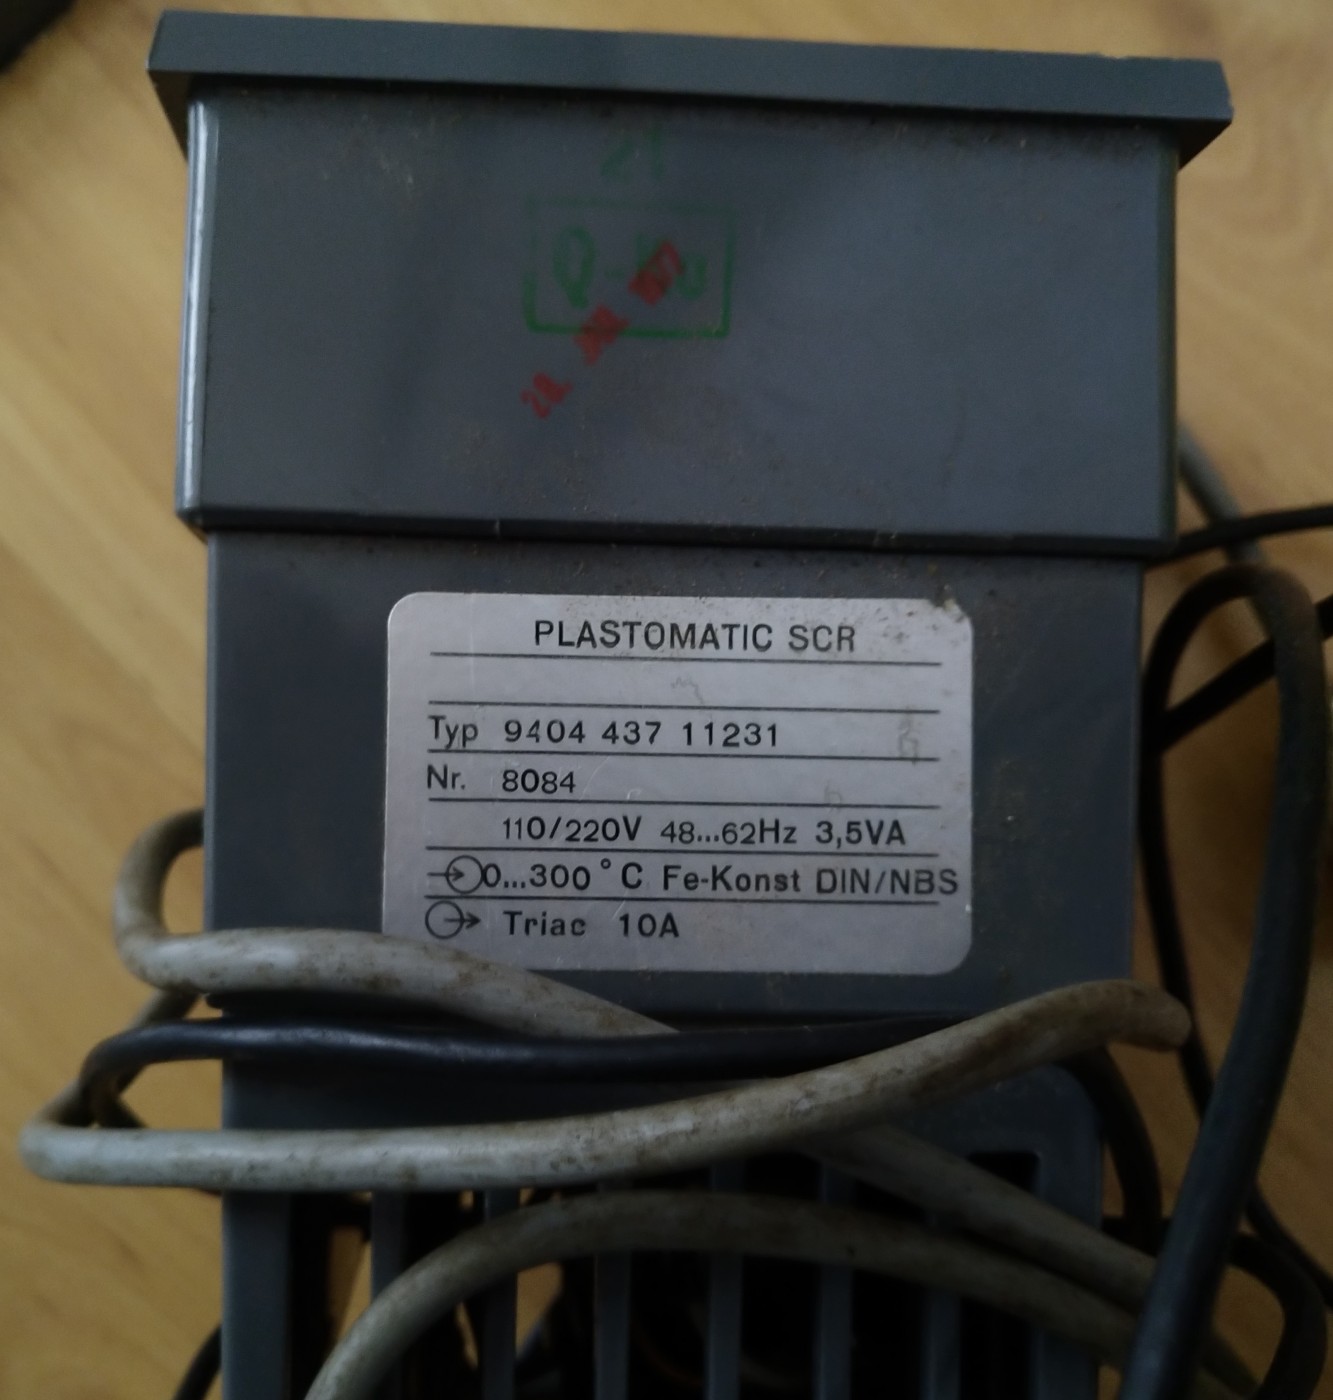 21
PLASTOMATIC SCR
Typ 9404 437 11231
Nr. 8084
110/220V 48...62Hz 3,5VA
0...300°C Fe-Konst DIN/NBS
Triac 10A